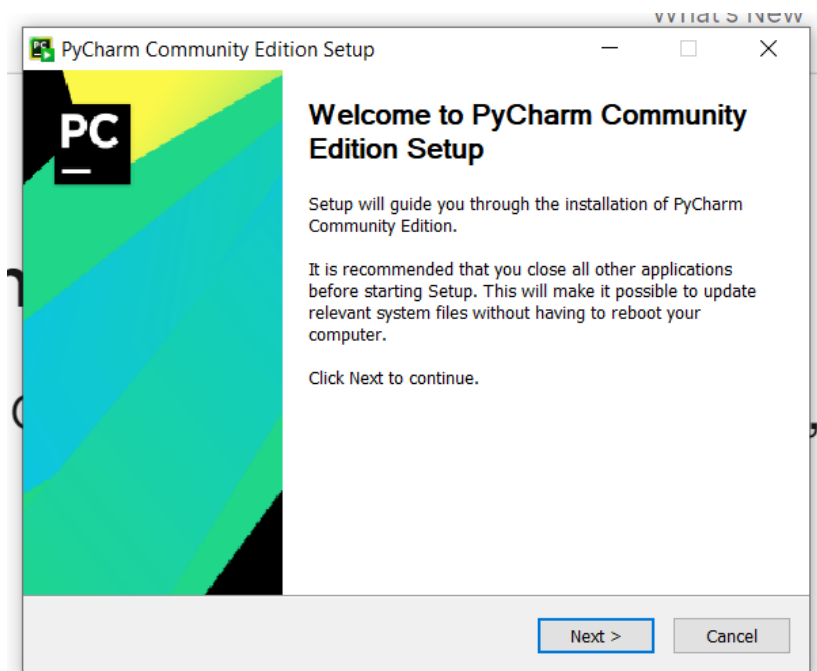 What's New
PyCharm Community Edition Setup
PC
Welcome to PyCharm Community
Edition Setup
Setup will guide you through the installation of PyCharm
Community Edition.
It is recommended that you close all other applications
before starting Setup. This will make it possible to update
relevant system files without having to reboot your
computer.
Click Next to continue.
Next >
Cancel